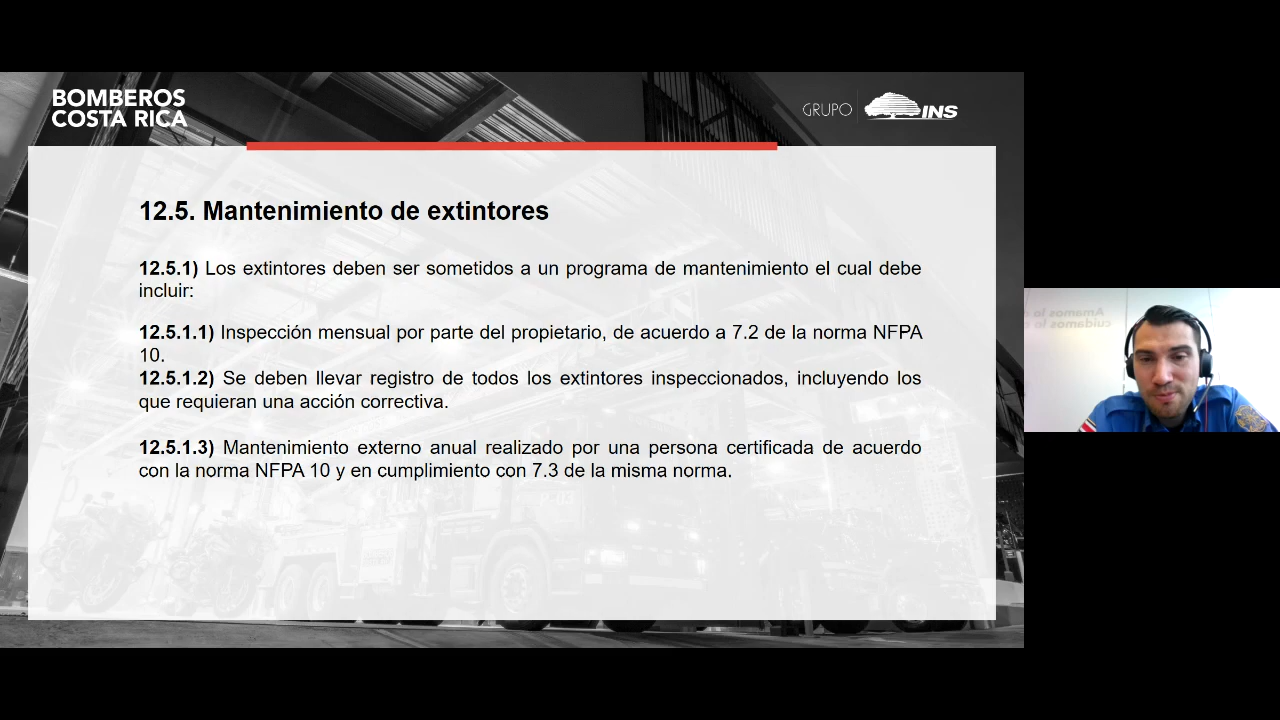 BOMBEROS
COSTA RICA
GRUPO INS
12.5. Mantenimiento de extintores
12.5.1) Los extintores deben ser sometidos a un programa de mantenimiento el cual debe
incluir:
12.5.1.1) Inspección mensual por parte del propietario, de acuerdo a 7.2 de la norma NFPA
10.
12.5.1.2) Se deben llevar registro de todos los extintores inspeccionados, incluyendo los
que requieran una acción correctiva.
12.5.1.3) Mantenimiento externo anual realizado por una persona certificada de acuerdo
con la norma NFPA 10 y en cumplimiento con 7.3 de la misma norma.
Amamos lo
cuidamos